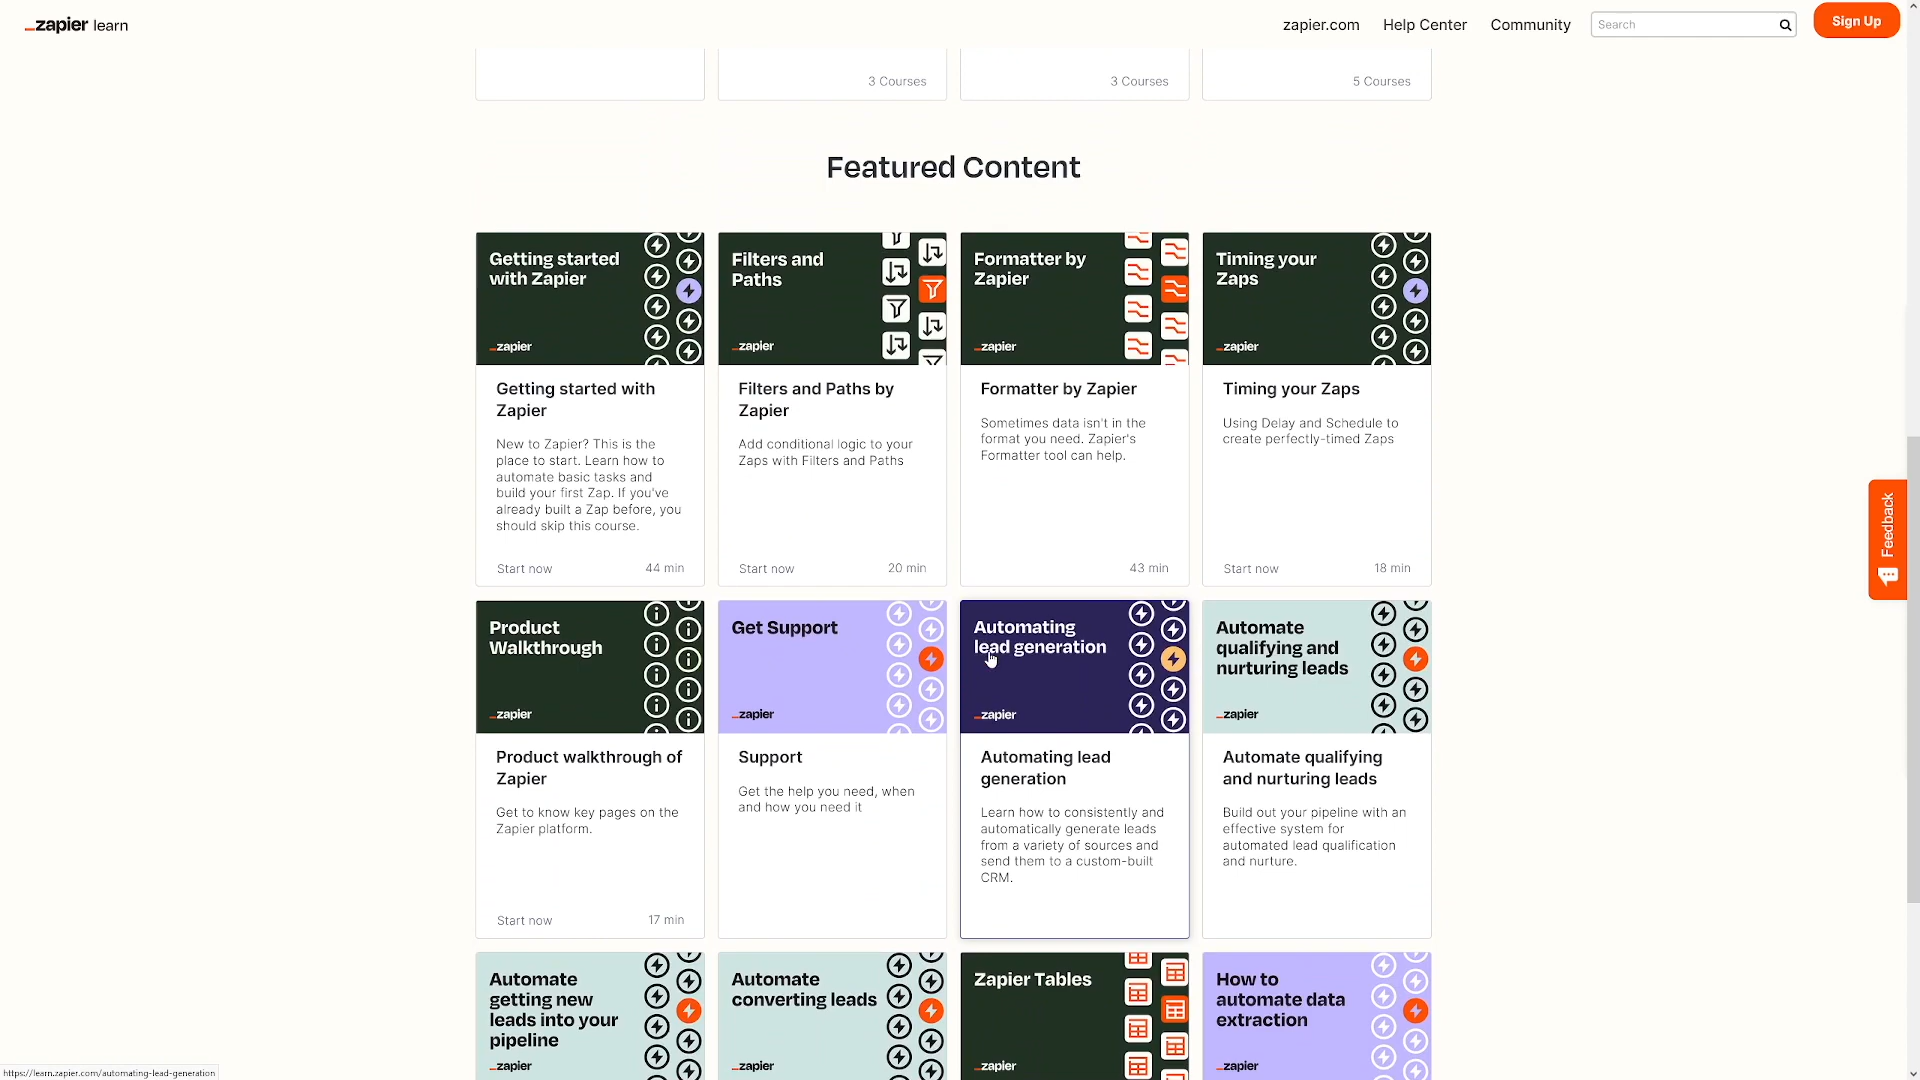 zapier learn
zapier.com
Help Center
Community
Search
Sign Up
3 Courses
3 Courses
5 Courses
Featured Content
Getting started
with Zapier
zapier
Getting started with
Zapier
New to Zapier? This is the
place to start. Learn how to
automate basic tasks and
build your first Zap. If you've
already built a Zap before, you
should skip this course.
Start now
44 min
Filters and
Paths
zapier
Filters and Paths by
Zapier
Add conditional logic to your
Zaps with Filters and Paths
Start now
20 min
Formatter by
Zapier
zapier
Formatter by Zapier
Sometimes data isn't in the
format you need. Zapier's
Formatter tool can help.
43 min
Timing your
Zaps
zapier
Timing your Zaps
Using Delay and Schedule to
create perfectly-timed Zaps
Start now
18 min
Feedback
Product
Walkthrough
zapier
Product walkthrough of
Zapier
Get to know key pages on the
Zapier platform.
Start now
17 min
Get Support
zapier
Support
Get the help you need, when
and how you need it
Automating
lead generation
zapier
Automating lead
generation
Learn how to consistently and
automatically generate leads
from a variety of sources and
send them to a custom-built
CRM.
Automate
qualifying and
nurturing leads
zapier
Automate qualifying
and nurturing leads
Build out your pipeline with an
effective system for
automated lead qualification
and nurture.
Automate
getting new
leads into your
pipeline
zapier
Automate
converting leads
zapier
Zapier Tables
zapier
How to
automate data
extraction
zapier
https://learn.zapier.com/automating-lead-generation